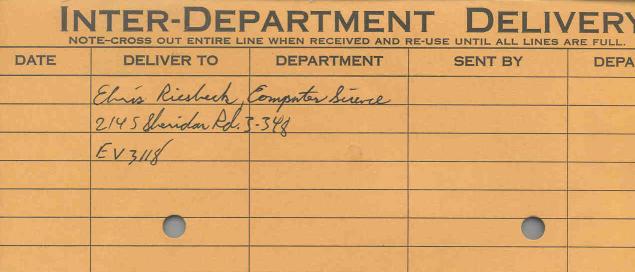 INTER-DEPARTMENT DELIVERY
NOTE–CROSS OUT ENTIRE LINE WHEN RECEIVED AND RE-USE UNTIL ALL LINES ARE FULL.
DATE DELIVER TO DEPARTMENT SENT BY DEPA
Chris Riesbeck, Computer Science
2145 Sheridan Rd. 3-348
EV 3118